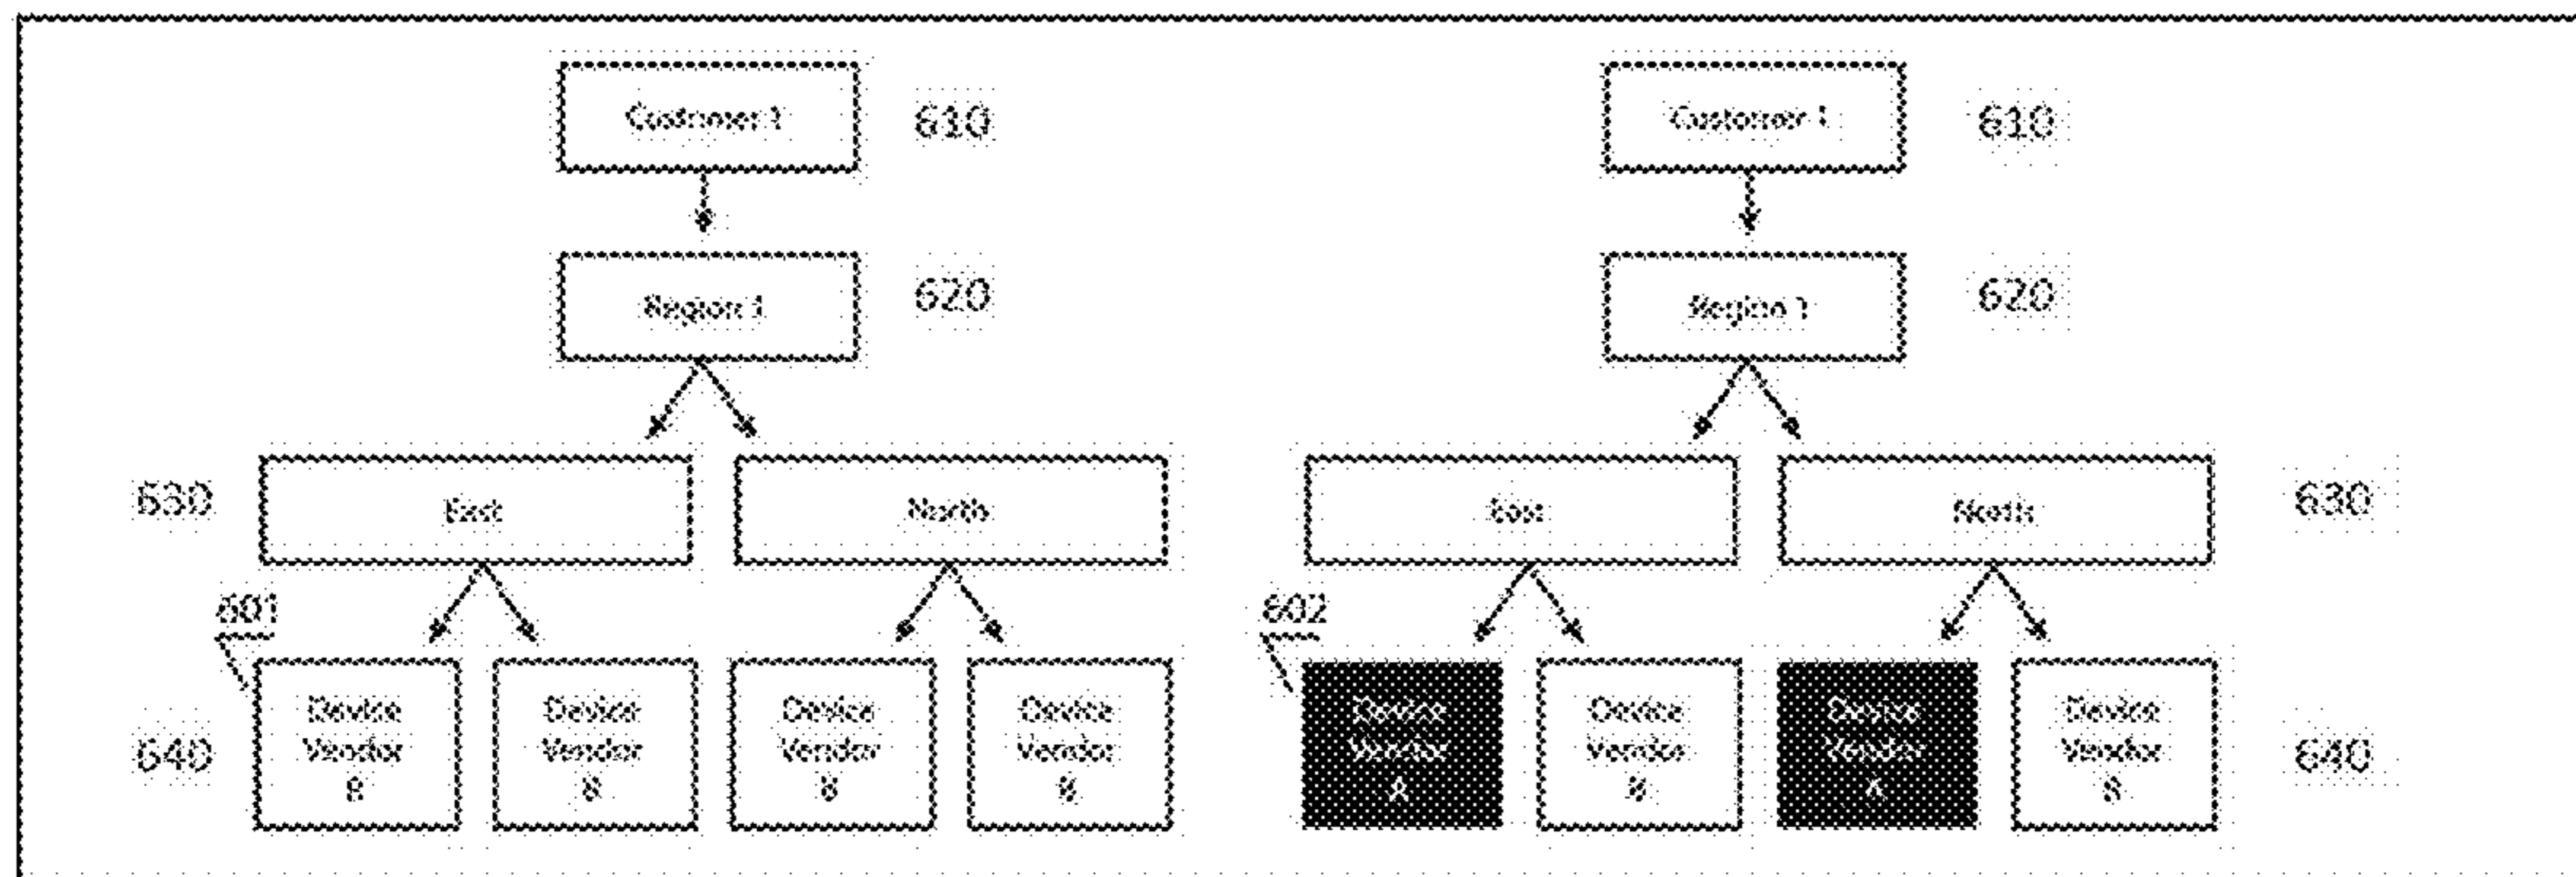 Customer 1
610
Customer 1
610
Region 1
620
Region 1
620
630
East
North
East
North
630
601
602
640
Device
Vendor
B
Device
Vendor
B
Device
Vendor
B
Device
Vendor
B
Device
Vendor
A
Device
Vendor
B
Device
Vendor
A
Device
Vendor
B
640